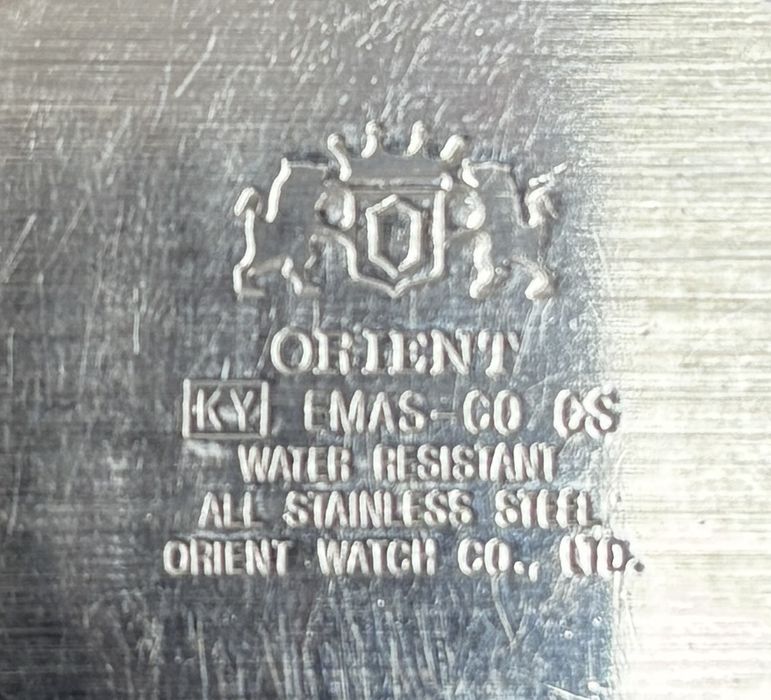 ORIENT
KY EMAS-C0 CS
WATER RESISTANT
ALL STAINLESS STEEL
ORIENT WATCH CO., LTD.